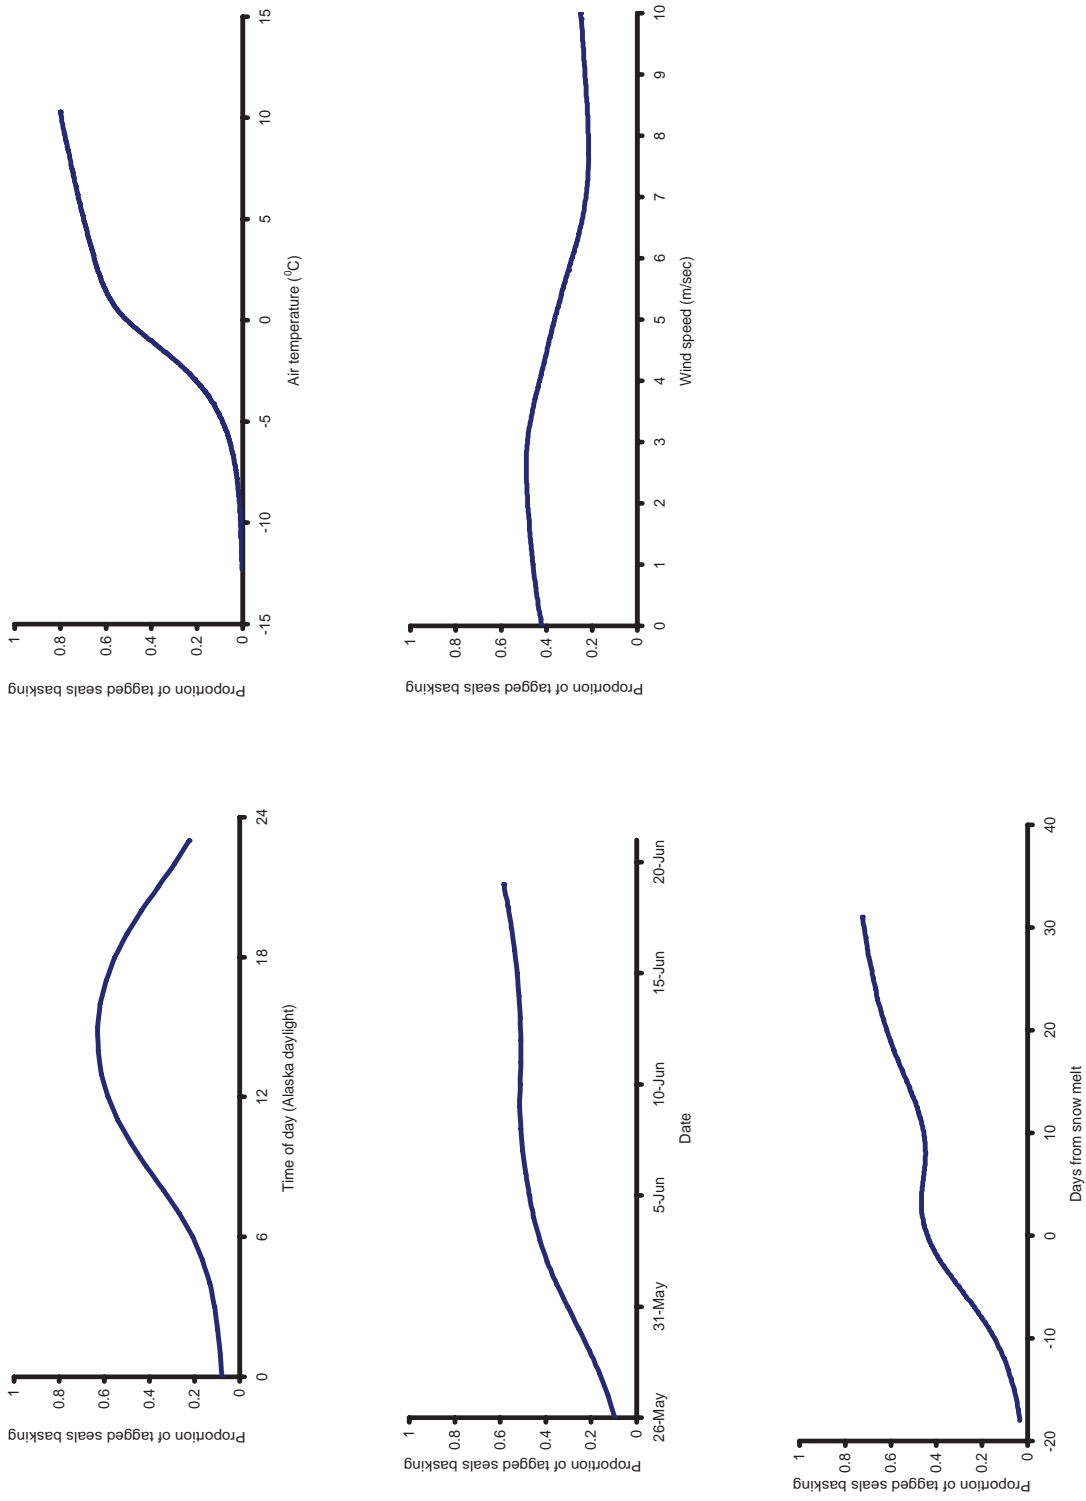 Proportion of tagged seals basking
1
0.8
0.6
0.4
0.2
0
0 6 12 18 24
Time of day (Alaska daylight)
Proportion of tagged seals basking
1
0.8
0.6
0.4
0.2
0
-15 -10 -5 0 5 10 15
Air temperature (⁰C)
Proportion of tagged seals basking
1
0.8
0.6
0.4
0.2
0
26-May 31-May 5-Jun 10-Jun 15-Jun 20-Jun
Date
Proportion of tagged seals basking
1
0.8
0.6
0.4
0.2
0
0 1 2 3 4 5 6 7 8 9 10
Wind speed (m/sec)
Proportion of tagged seals basking
1
0.8
0.6
0.4
0.2
0
-20 -10 0 10 20 30 40
Days from snow melt